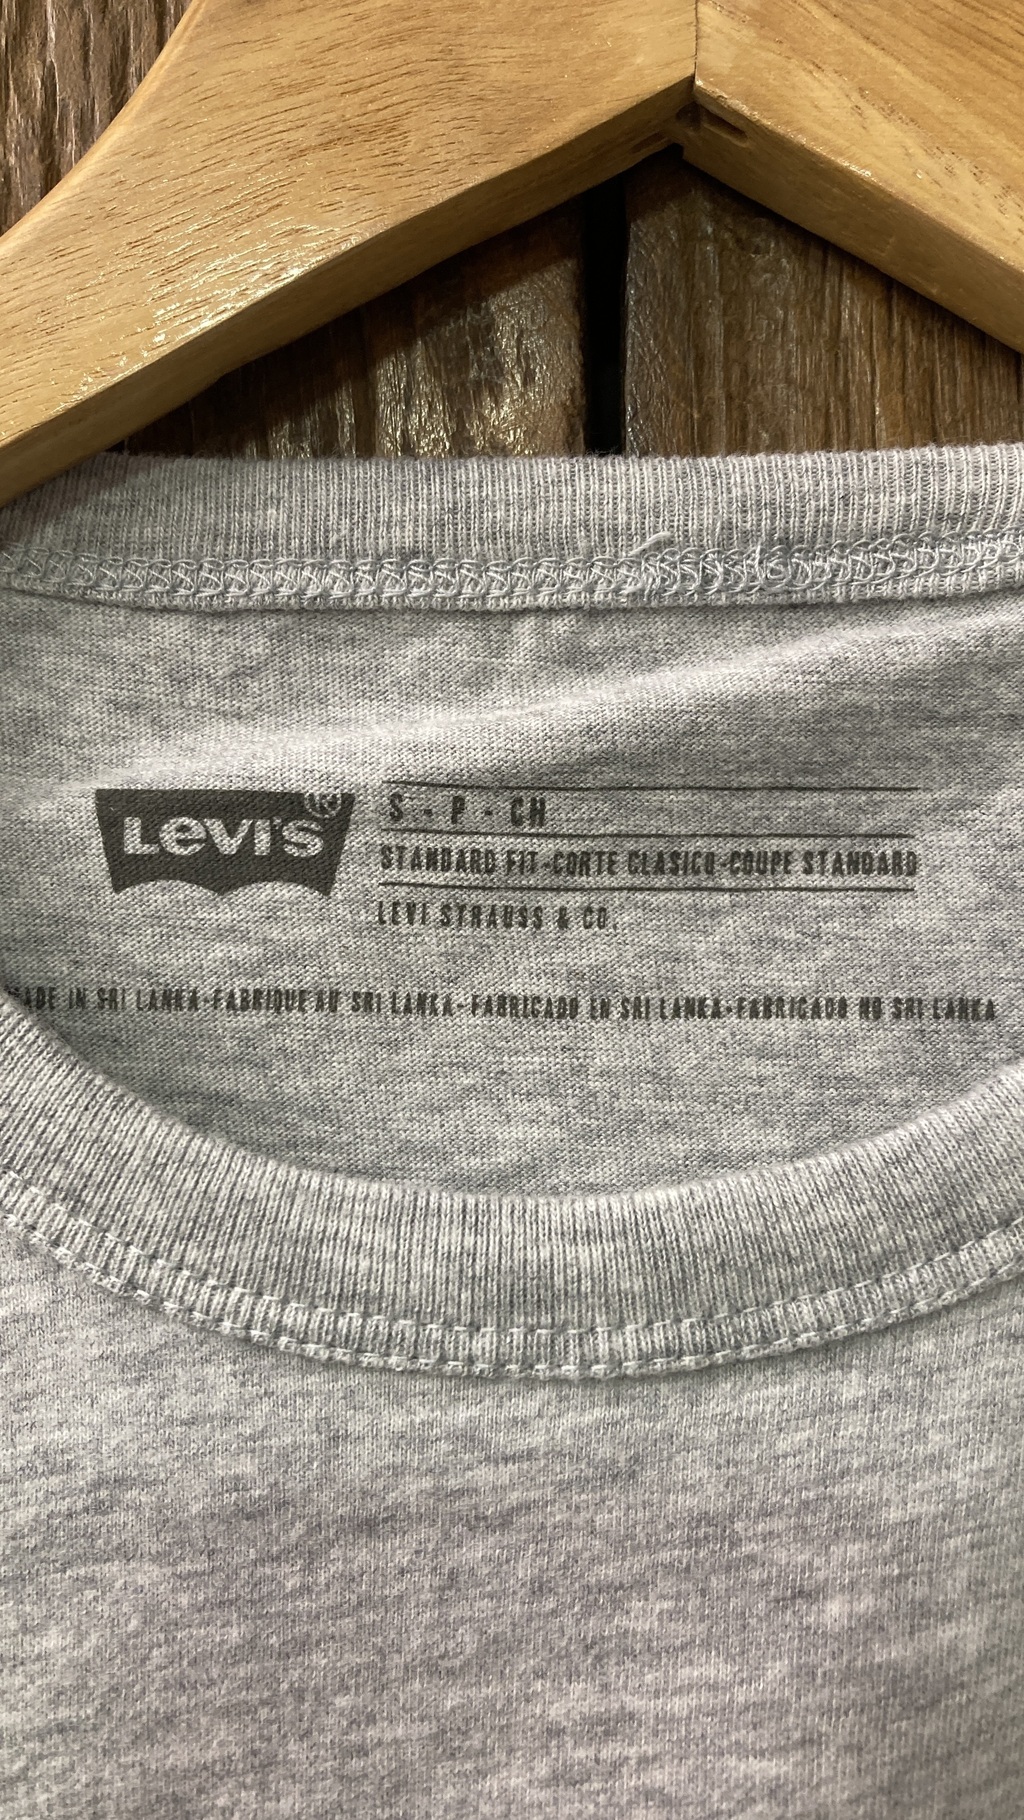 Levi's®
S - P - CH
STANDARD FIT-CORTE CLASICO-COUPE STANDARD
LEVI STRAUSS & CO.
MADE IN SRI LANKA-FABRIQUE AU SRI LANKA-FABRICADO EN SRI LANKA-FABRICADO NO SRI LANKA